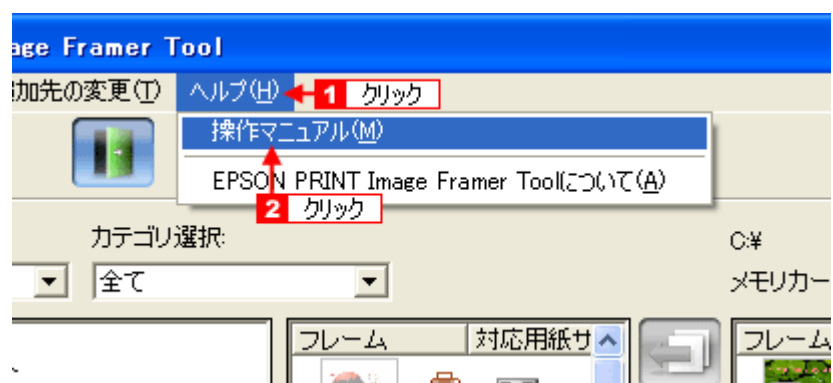 age Framer Tool
加先の変更(T) ヘルプ(H) 1 クリック
操作マニュアル(M)
EPSON PRINT Image Framer Toolについて(A)
2 クリック
カテゴリ選択: C:¥
全て メモリカー
フレーム 対応用紙サ フレーム